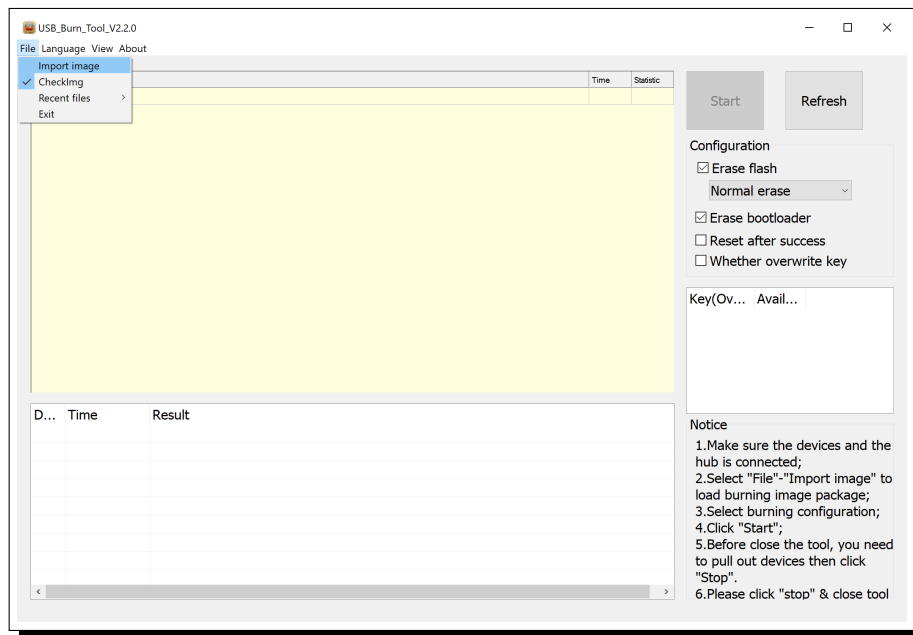 USB_Burn_Tool_V2.2.0
File Language View About
Import image
CheckImg
Recent files
Exit
Time Statistic
Start Refresh
Configuration
Erase flash
Normal erase
Erase bootloader
Reset after success
Whether overwrite key
Key(Ov... Avail...
D... Time Result
Notice
1.Make sure the devices and the
hub is connected;
2.Select "File"-"Import image" to
load burning image package;
3.Select burning configuration;
4.Click "Start";
5.Before close the tool, you need
to pull out devices then click
"Stop".
6.Please click "stop" & close tool